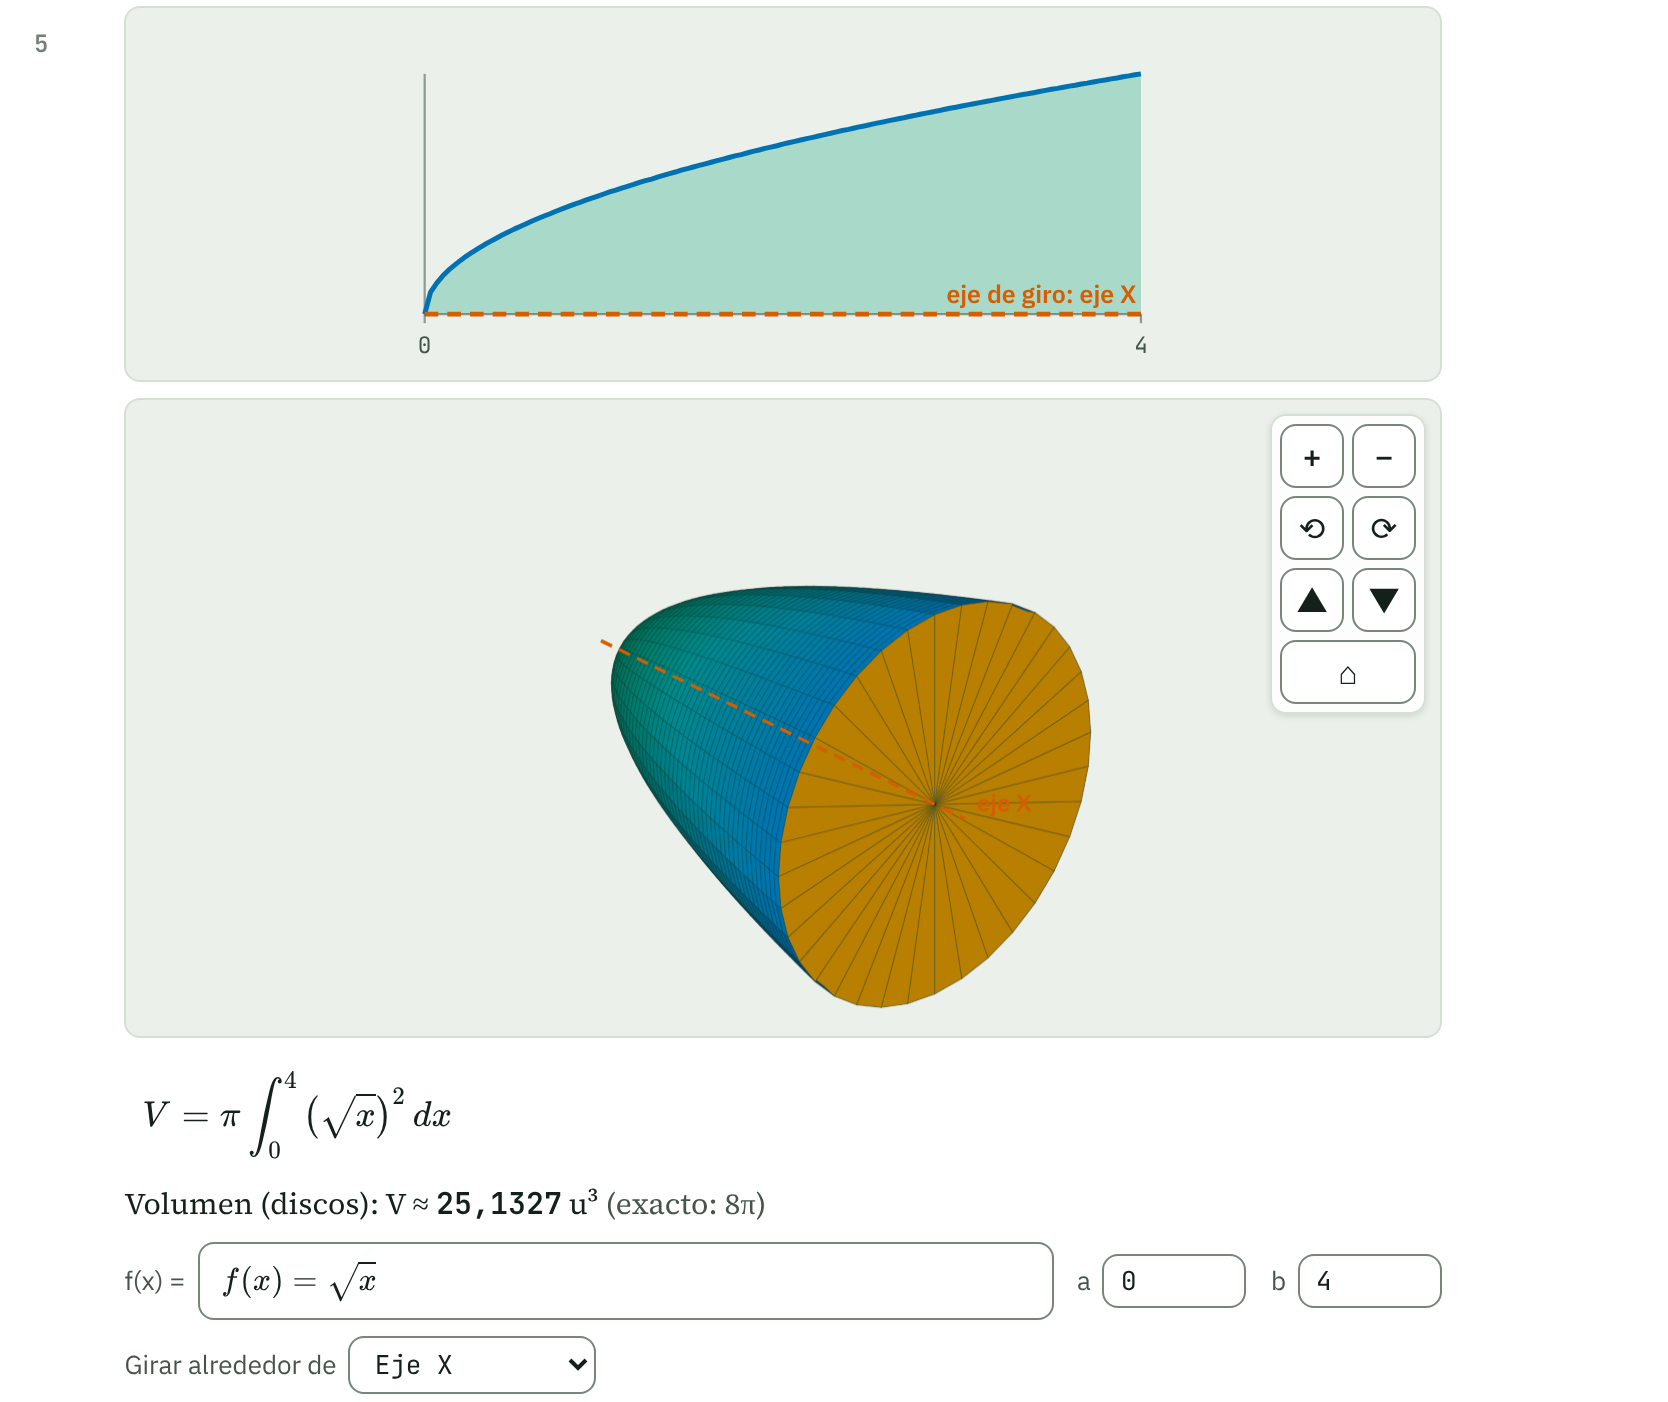 5
eje de giro: eje X
0 4
+ −
⟲ ⟳
▲ ▼
⌂
eje X
V = π ∫₀⁴ (√x)² dx
Volumen (discos): V ≈ 25,1327 u³ (exacto: 8π)
f(x) = f(x) = √x a 0 b 4
Girar alrededor de Eje X